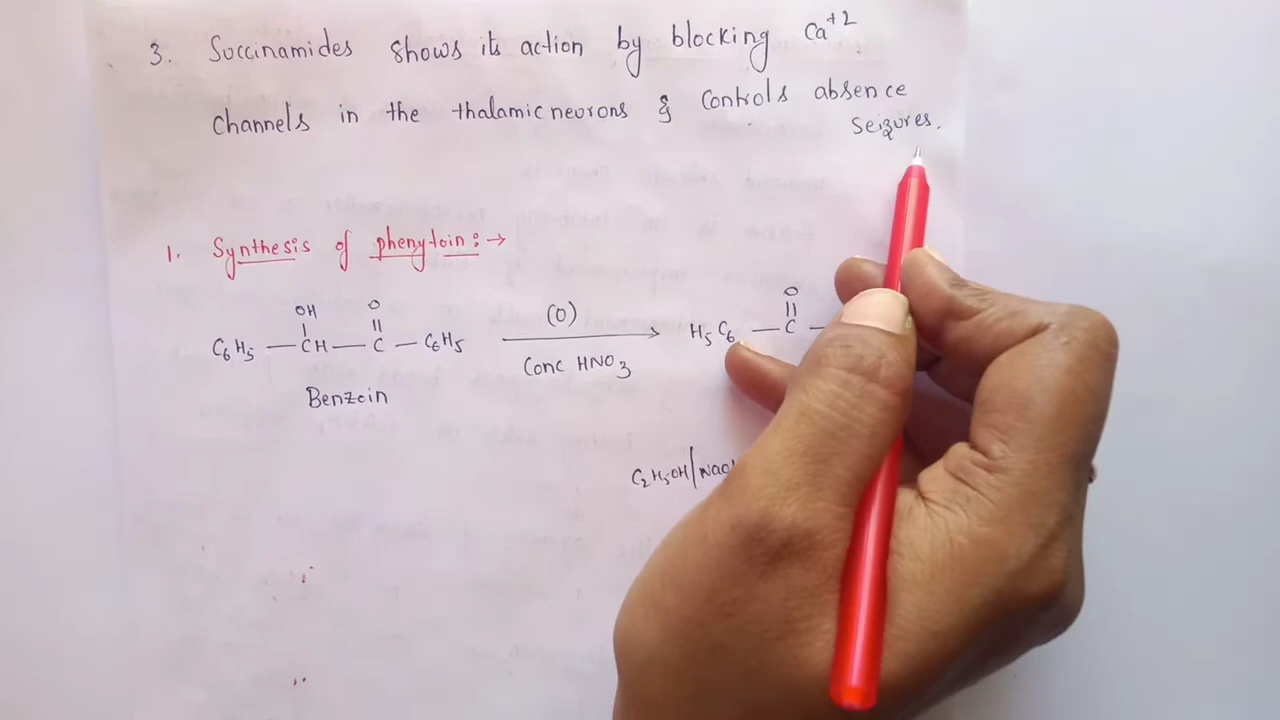 3. Succinamides shows its action by blocking Ca+2
channels in the thalamic neurons & Controls absence
Seizures.
1. Synthesis of phenytoin :→
OH O (O) O
C6H5 — CH — C — C6H5 H5C6 — C —
Conc HNO3
Benzoin
C2H5OH/